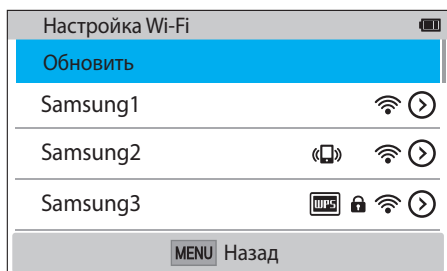 Настройка Wi-Fi
Обновить
Samsung1
Samsung2
Samsung3 WPS
MENU Назад